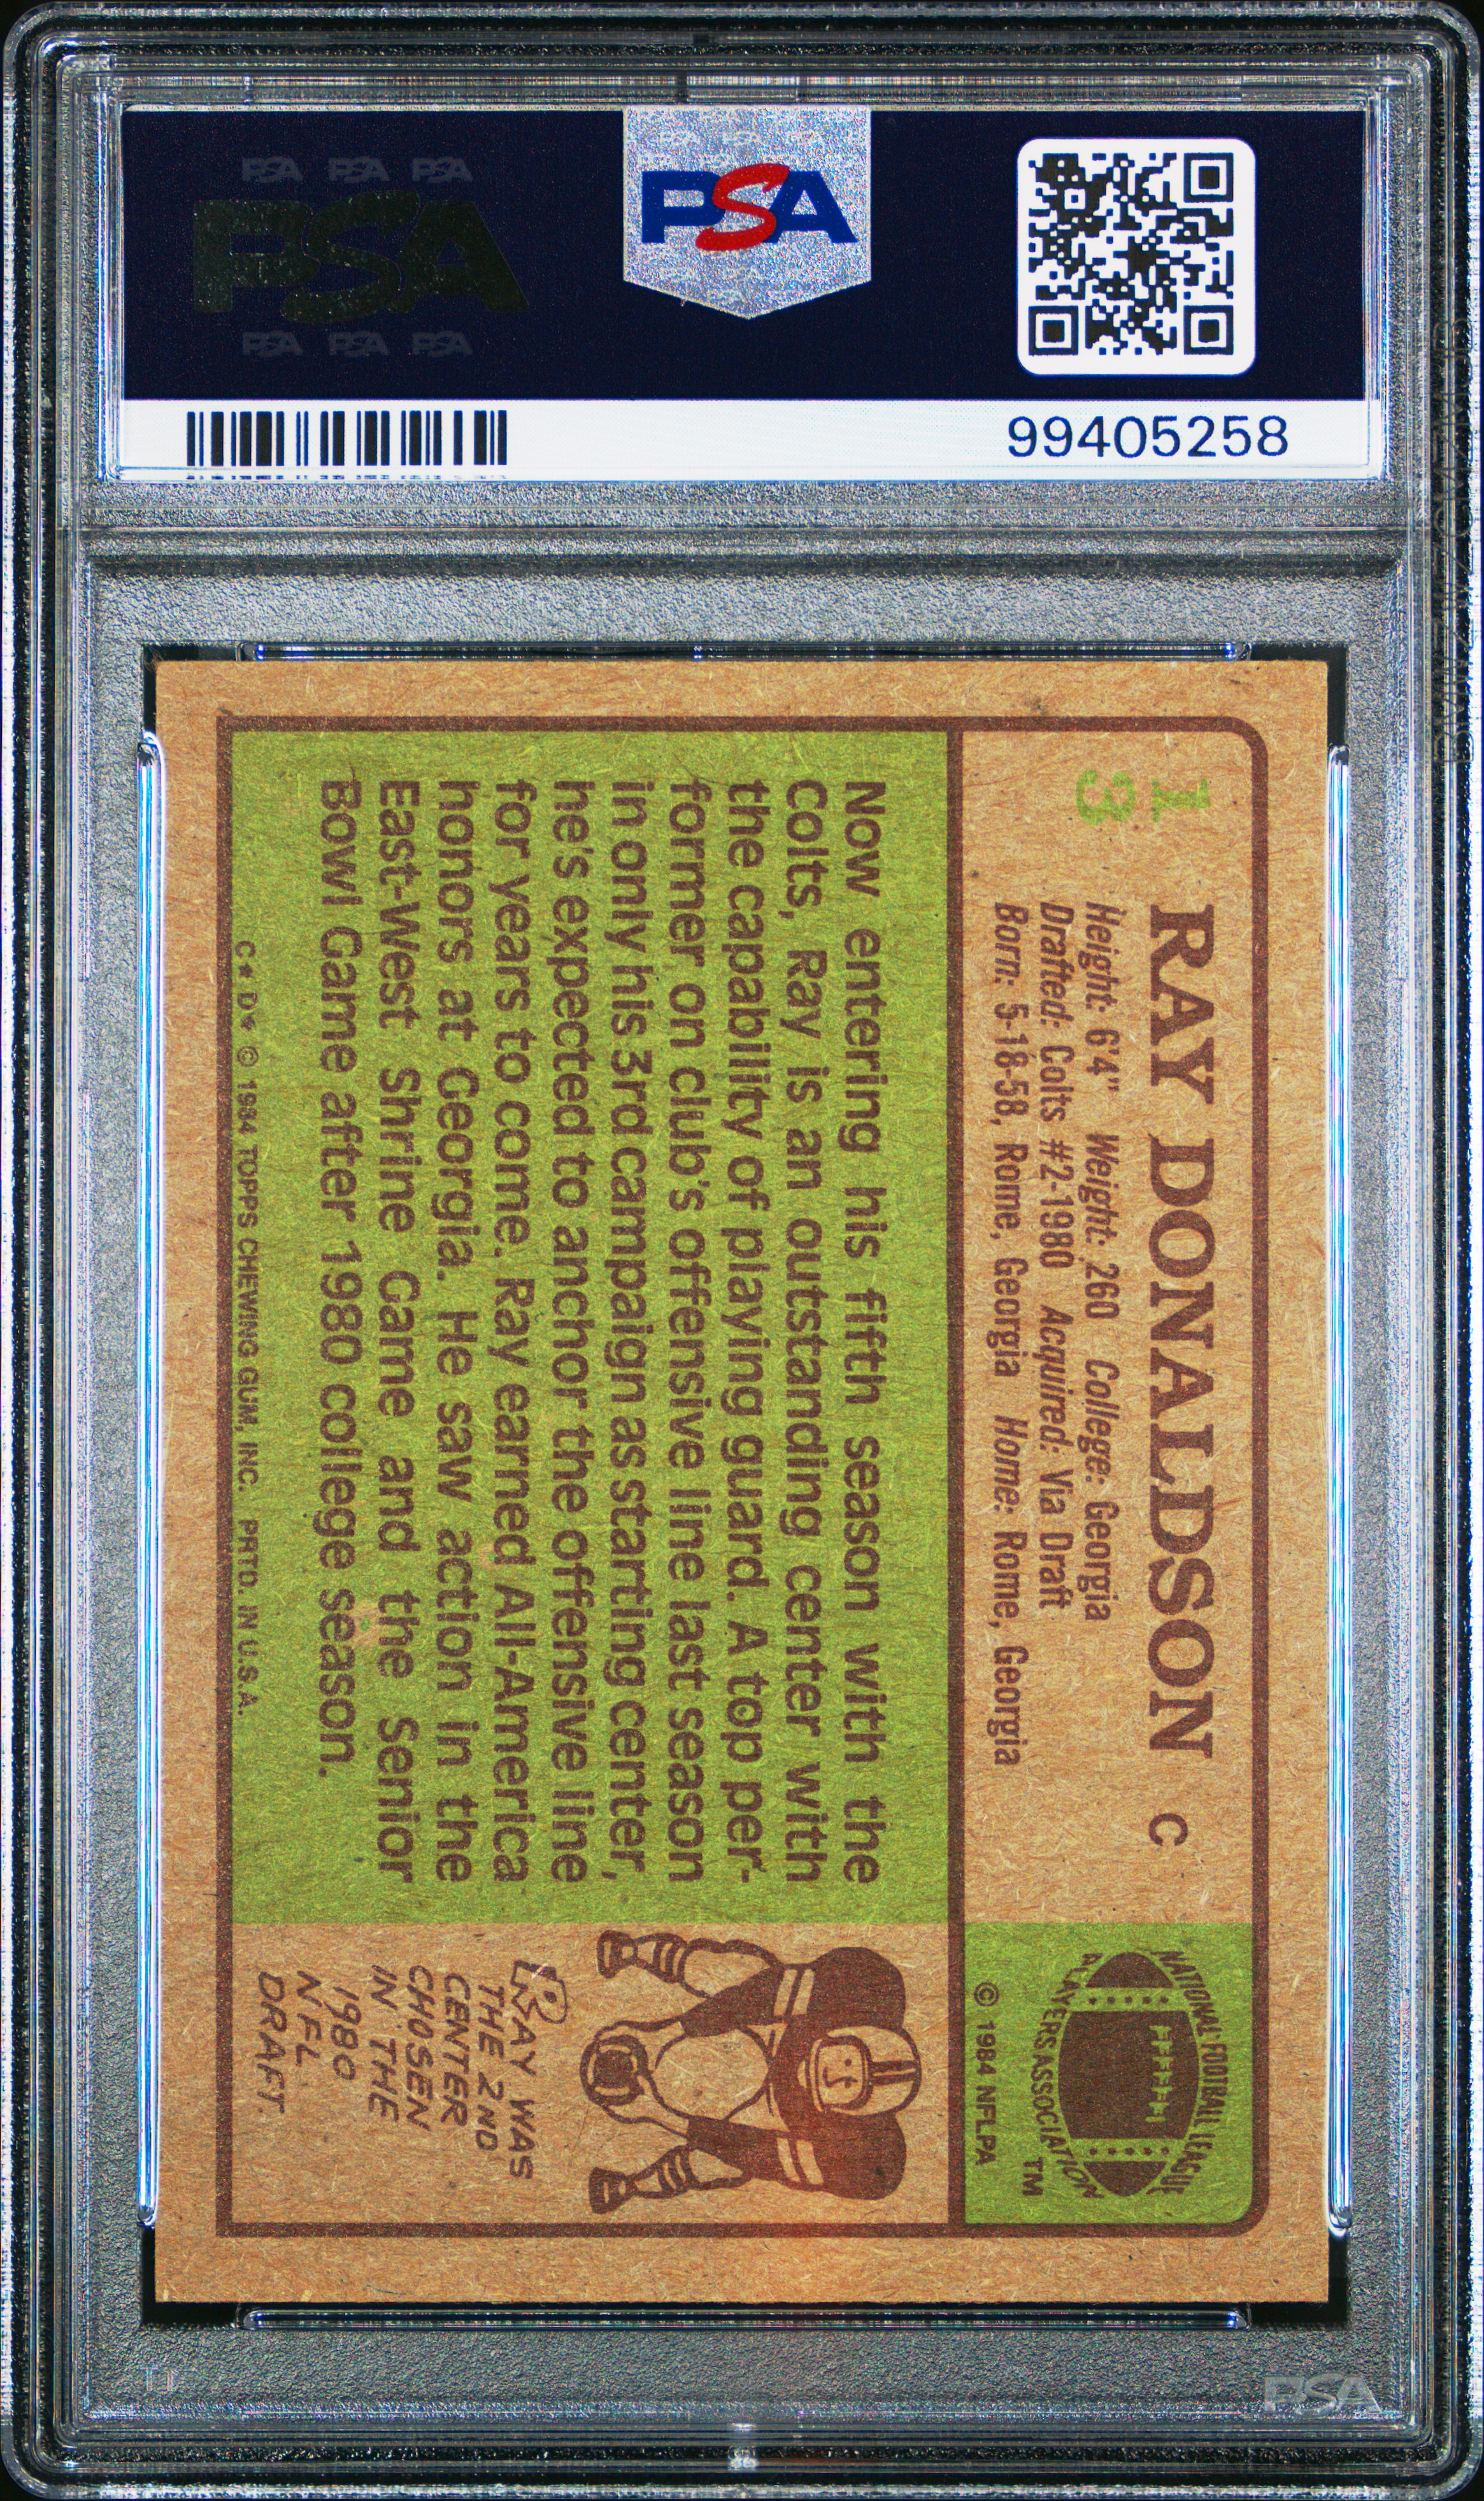 PSA PSA PSA
PSA
PSA PSA PSA
PSA
99405258
13
RAY DONALDSON C
Height: 6'4" Weight: 260 College: Georgia
Drafted: Colts #2-1980 Acquired: Via Draft
Born: 5-18-58, Rome, Georgia Home: Rome, Georgia
NATIONAL FOOTBALL LEAGUE
PLAYERS ASSOCIATION TM
© 1984 NFLPA
Now entering his fifth season with the
Colts, Ray is an outstanding center with
the capability of playing guard. A top per-
former on club's offensive line last season
in only his 3rd campaign as starting center,
he's expected to anchor the offensive line
for years to come. Ray earned All-America
honors at Georgia. He saw action in the
East-West Shrine Game and the Senior
Bowl Game after 1980 college season.
C* D* © 1984 TOPPS CHEWING GUM, INC. PRTD. IN U.S.A.
RAY WAS
THE 2ND
CENTER
CHOSEN
IN THE
1980
NFL
DRAFT.
PSA